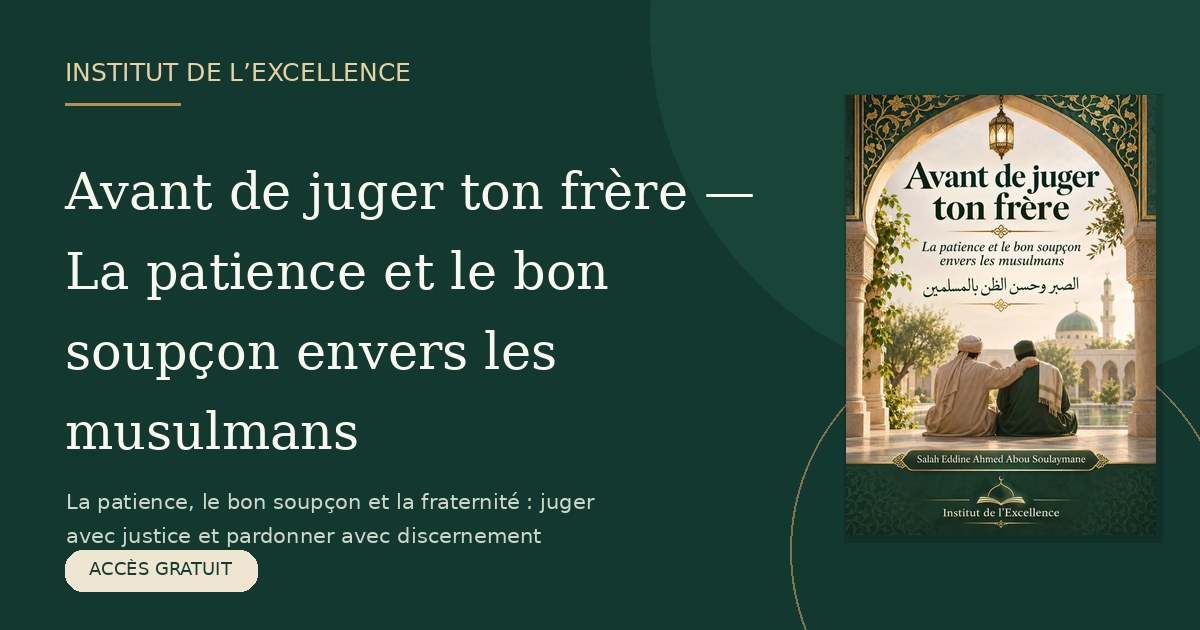 INSTITUT DE L’EXCELLENCE
Avant de juger ton frère —
La patience et le bon
soupçon envers les
musulmans
La patience, le bon soupçon et la fraternité : juger
avec justice et pardonner avec discernement
ACCÈS GRATUIT
Avant de juger
ton frère
La patience et le bon soupçon
envers les musulmans
الصبر وحسن الظن بالمسلمين
Salah Eddine Ahmed Abou Soulaymane
Institut de l’Excellence